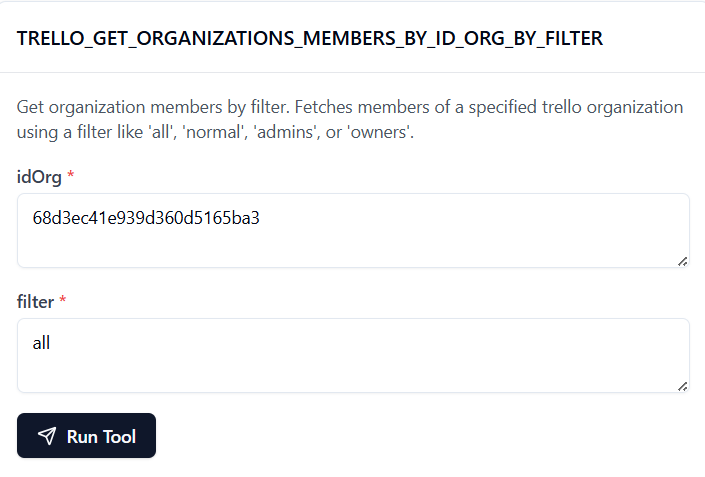 TRELLO_GET_ORGANIZATIONS_MEMBERS_BY_ID_ORG_BY_FILTER
Get organization members by filter. Fetches members of a specified trello organization
using a filter like 'all', 'normal', 'admins', or 'owners'.
idOrg *
68d3ec41e939d360d5165ba3
filter *
all
Run Tool